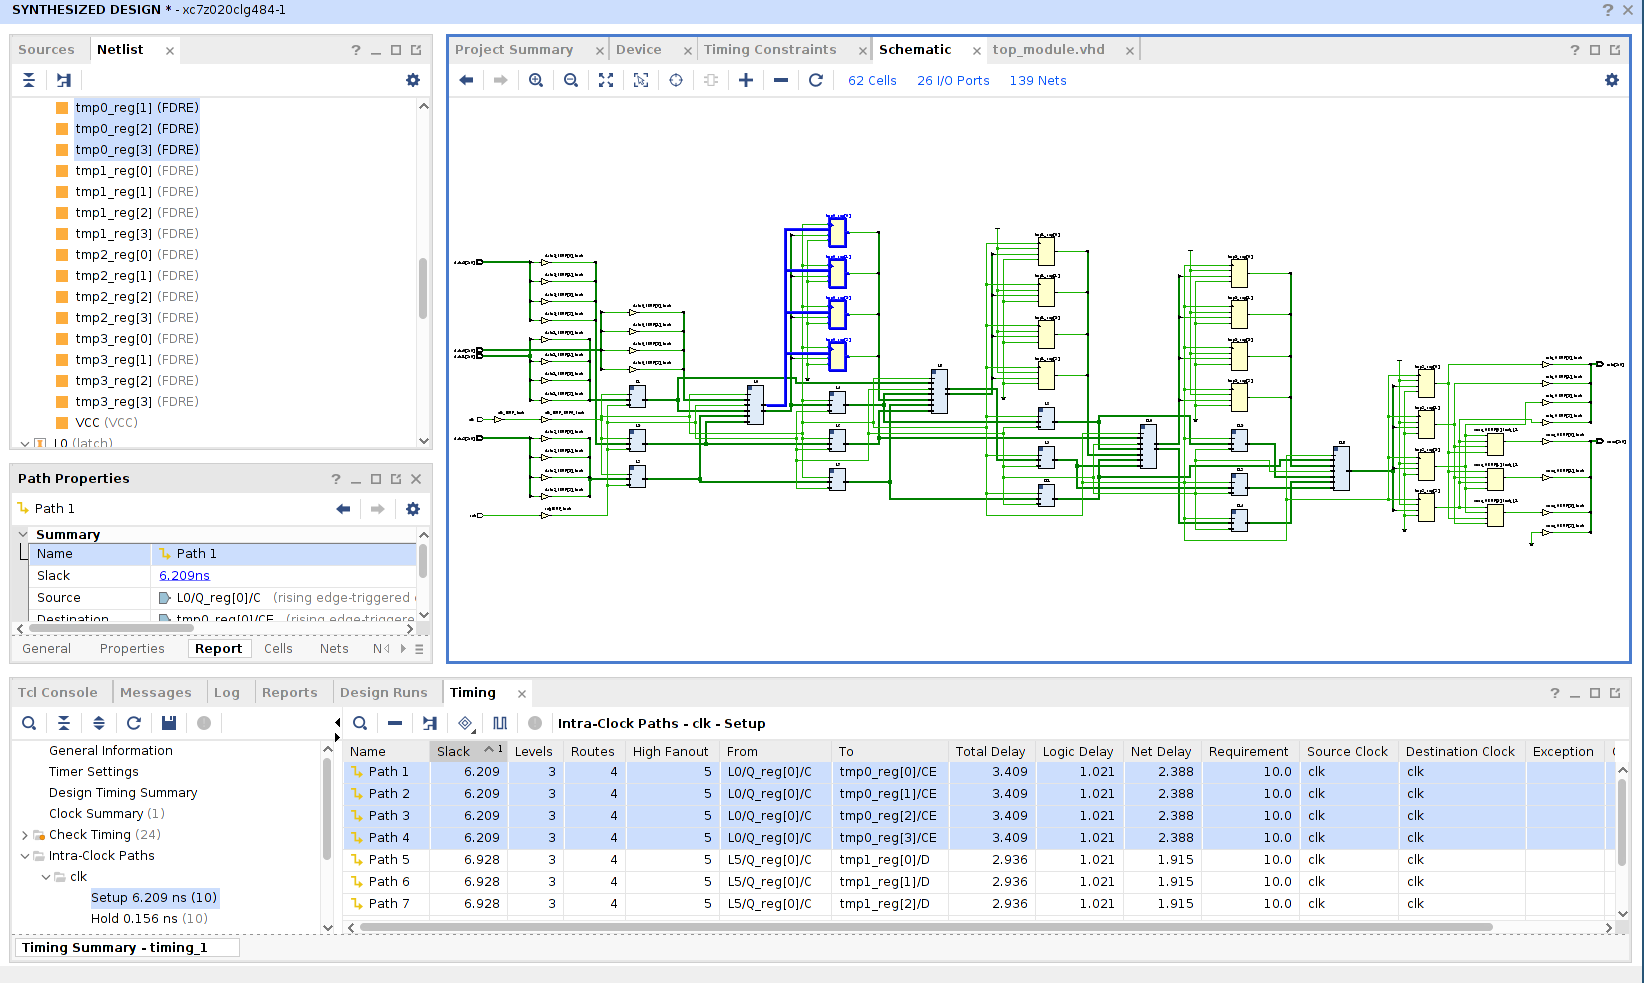 SYNTHESIZED DESIGN * - xc7z020clg484-1
Sources
Netlist
tmp0_reg[1] (FDRE)
tmp0_reg[2] (FDRE)
tmp0_reg[3] (FDRE)
tmp1_reg[0] (FDRE)
tmp1_reg[1] (FDRE)
tmp1_reg[2] (FDRE)
tmp1_reg[3] (FDRE)
tmp2_reg[0] (FDRE)
tmp2_reg[1] (FDRE)
tmp2_reg[2] (FDRE)
tmp2_reg[3] (FDRE)
tmp3_reg[0] (FDRE)
tmp3_reg[1] (FDRE)
tmp3_reg[2] (FDRE)
tmp3_reg[3] (FDRE)
VCC (VCC)
L0 (latch)
Path Properties
Path 1
Summary
Name Path 1
Slack 6.209ns
Source L0/Q_reg[0]/C (rising edge-triggered
Destination tmp0_reg[0]/CE (rising edge-triggere
General Properties Report Cells Nets
Project Summary Device Timing Constraints Schematic top_module.vhd
62 Cells 26 I/O Ports 139 Nets
Tcl Console Messages Log Reports Design Runs Timing
General Information
Timer Settings
Design Timing Summary
Clock Summary (1)
Check Timing (24)
Intra-Clock Paths
clk
Setup 6.209 ns (10)
Hold 0.156 ns (10)
Intra-Clock Paths - clk - Setup
Name Slack 1 Levels Routes High Fanout From To Total Delay Logic Delay Net Delay Requirement Source Clock Destination Clock Exception
Path 1 6.209 3 4 5 L0/Q_reg[0]/C tmp0_reg[0]/CE 3.409 1.021 2.388 10.0 clk clk
Path 2 6.209 3 4 5 L0/Q_reg[0]/C tmp0_reg[1]/CE 3.409 1.021 2.388 10.0 clk clk
Path 3 6.209 3 4 5 L0/Q_reg[0]/C tmp0_reg[2]/CE 3.409 1.021 2.388 10.0 clk clk
Path 4 6.209 3 4 5 L0/Q_reg[0]/C tmp0_reg[3]/CE 3.409 1.021 2.388 10.0 clk clk
Path 5 6.928 3 4 5 L5/Q_reg[0]/C tmp1_reg[0]/D 2.936 1.021 1.915 10.0 clk clk
Path 6 6.928 3 4 5 L5/Q_reg[0]/C tmp1_reg[1]/D 2.936 1.021 1.915 10.0 clk clk
Path 7 6.928 3 4 5 L5/Q_reg[0]/C tmp1_reg[2]/D 2.936 1.021 1.915 10.0 clk clk
Timing Summary - timing_1